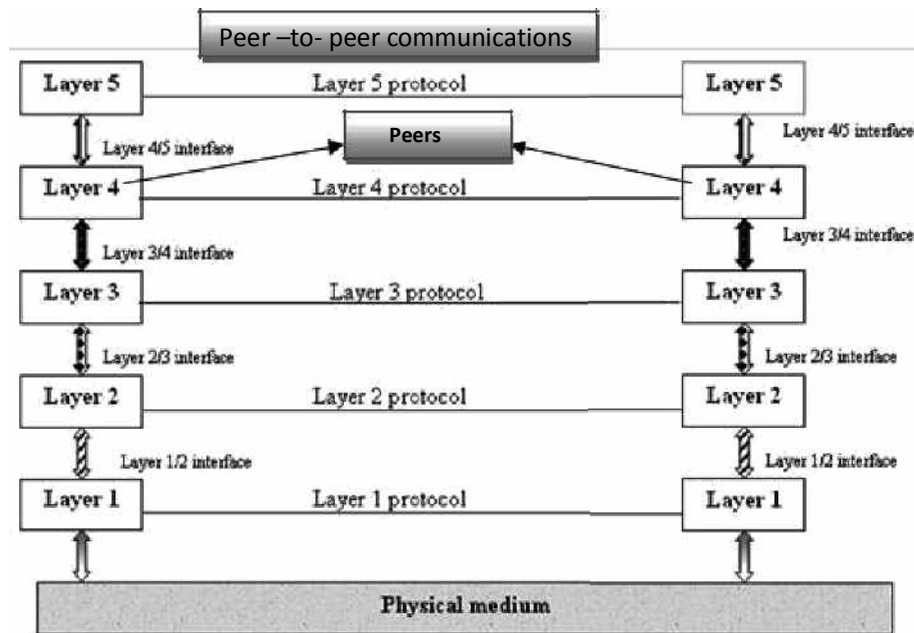 Peer –to- peer communications
Layer 5
Layer 5 protocol
Layer 5
Layer 4/5 interface
Peers
Layer 4/5 interface
Layer 4
Layer 4 protocol
Layer 4
Layer 3/4 interface
Layer 3/4 interface
Layer 3
Layer 3 protocol
Layer 3
Layer 2/3 interface
Layer 2/3 interface
Layer 2
Layer 2 protocol
Layer 2
Layer 1/2 interface
Layer 1/2 interface
Layer 1
Layer 1 protocol
Layer 1
Physical medium